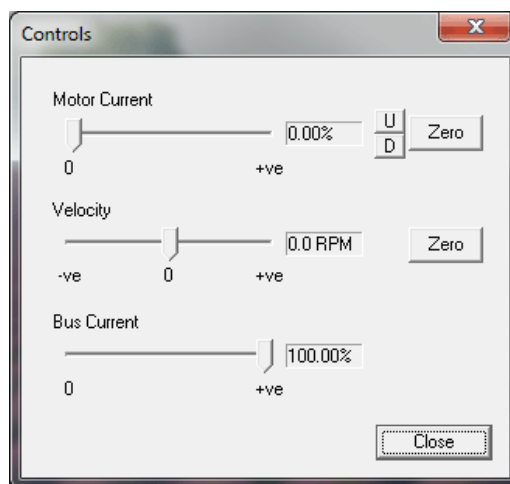 Controls
Motor Current
0.00%
U
D
Zero
0
+ve
Velocity
0.0 RPM
Zero
-ve
0
+ve
Bus Current
100.00%
0
+ve
Close